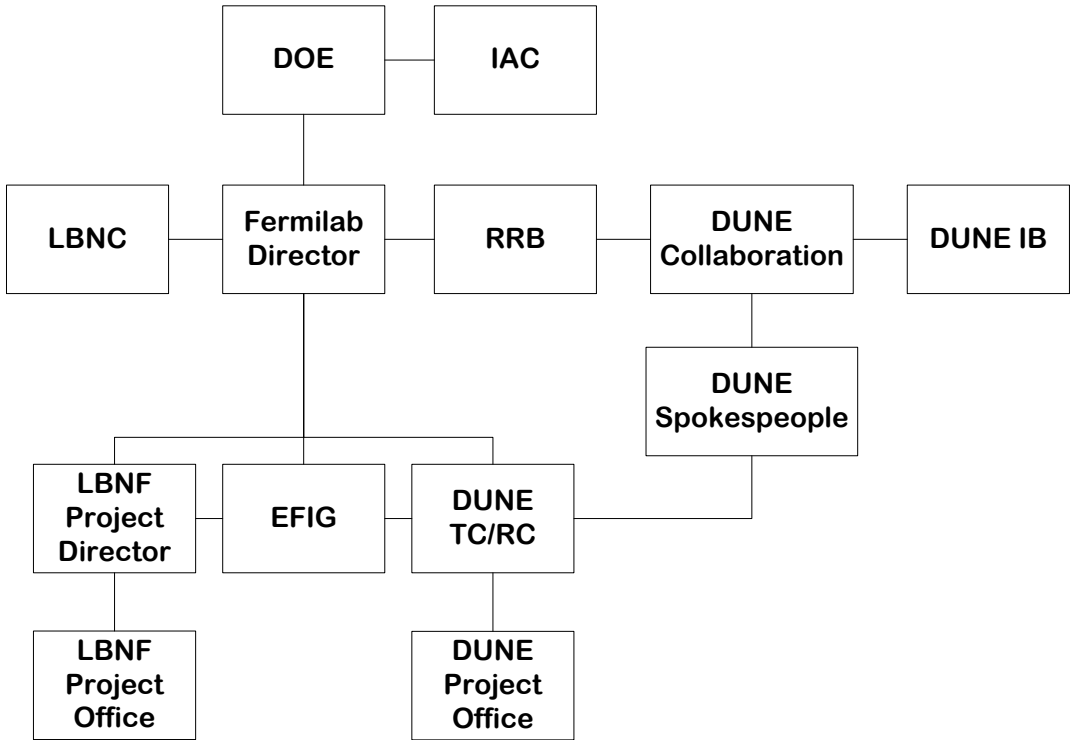 DOE
IAC
LBNC
Fermilab
Director
RRB
DUNE
Collaboration
DUNE IB
DUNE
Spokespeople
LBNF
Project
Director
EFIG
DUNE
TC/RC
LBNF
Project
Office
DUNE
Project
Office